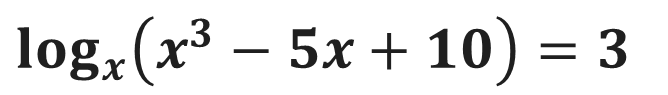 logₓ(x³ − 5x + 10) = 3